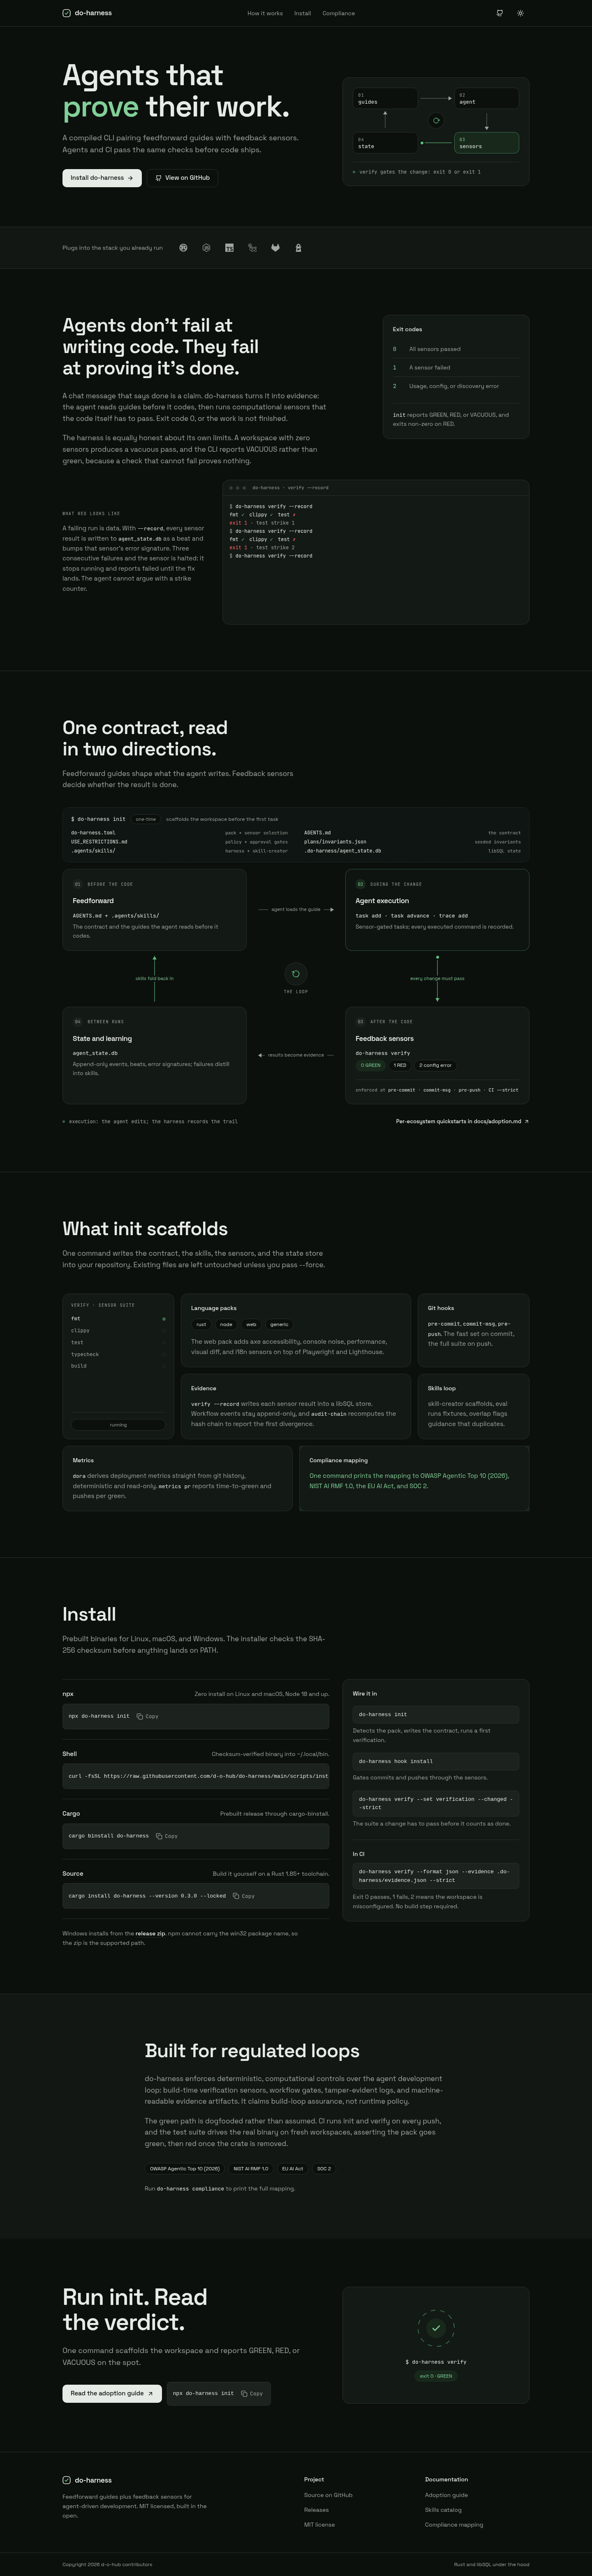 do-harness
How it works Install Compliance
Agents that
prove their work.
A compiled CLI pairing feedforward guides with feedback sensors.
Agents and CI pass the same checks before code ships.
Install do-harness
View on GitHub
01
guides
02
agent
04
state
03
sensors
verify gates the change: exit 0 or exit 1
Plugs into the stack you already run
TS
Agents don't fail at
writing code. They fail
at proving it's done.
A chat message that says done is a claim. do-harness turns it into evidence:
the agent reads guides before it codes, then runs computational sensors that
the code itself has to pass. Exit code 0, or the work is not finished.
The harness is equally honest about its own limits. A workspace with zero
sensors produces a vacuous pass, and the CLI reports VACUOUS rather than
green, because a check that cannot fail proves nothing.
Exit codes
0 All sensors passed
1 A sensor failed
2 Usage, config, or discovery error
init reports GREEN, RED, or VACUOUS, and
exits non-zero on RED.
WHAT RED LOOKS LIKE
A failing run is data. With --record, every sensor
result is written to agent_state.db as a beat and
bumps that sensor's error signature. Three
consecutive failures and the sensor is halted: it
stops running and reports failed until the fix
lands. The agent cannot argue with a strike
counter.
do-harness · verify --record
$ do-harness verify --record
fmt ✓ clippy ✓ test ✗
exit 1 · test strike 1
$ do-harness verify --record
fmt ✓ clippy ✓ test ✗
exit 1 · test strike 2
$ do-harness verify --record
One contract, read
in two directions.
Feedforward guides shape what the agent writes. Feedback sensors
decide whether the result is done.
$ do-harness init one-time scaffolds the workspace before the first task
do-harness.toml pack + sensor selection
USE_RESTRICTIONS.md policy + approval gates
.agents/skills/ harness + skill-creator
AGENTS.md the contract
plans/invariants.json seeded invariants
.do-harness/agent_state.db libSQL state
01 BEFORE THE CODE
Feedforward
AGENTS.md + .agents/skills/
The contract and the guides the agent reads before it
codes.
agent loads the guide
02 DURING THE CHANGE
Agent execution
task add · task advance · trace add
Sensor-gated tasks; every executed command is recorded.
skills fold back in
THE LOOP
every change must pass
04 BETWEEN RUNS
State and learning
agent_state.db
Append-only events, beats, error signatures; failures distill
into skills.
results become evidence
03 AFTER THE CODE
Feedback sensors
do-harness verify
0 GREEN 1 RED 2 config error
enforced at pre-commit · commit-msg · pre-push · CI --strict
execution: the agent edits; the harness records the trail
Per-ecosystem quickstarts in docs/adoption.md
What init scaffolds
One command writes the contract, the skills, the sensors, and the state store
into your repository. Existing files are left untouched unless you pass --force.
VERIFY · SENSOR SUITE
fmt
clippy
test
typecheck
build
running
Language packs
rust node web generic
The web pack adds axe accessibility, console noise, performance,
visual diff, and i18n sensors on top of Playwright and Lighthouse.
Git hooks
pre-commit, commit-msg, pre-
push. The fast set on commit,
the full suite on push.
Evidence
verify --record writes each sensor result into a libSQL store.
Workflow events stay append-only, and audit-chain recomputes the
hash chain to report the first divergence.
Skills loop
skill-creator scaffolds, eval
runs fixtures, overlap flags
guidance that duplicates.
Metrics
dora derives deployment metrics straight from git history,
deterministic and read-only. metrics pr reports time-to-green and
pushes per green.
Compliance mapping
One command prints the mapping to OWASP Agentic Top 10 (2026),
NIST AI RMF 1.0, the EU AI Act, and SOC 2.
Install
Prebuilt binaries for Linux, macOS, and Windows. The installer checks the SHA-
256 checksum before anything lands on PATH.
npx Zero install on Linux and macOS, Node 18 and up.
npx do-harness init Copy
Shell Checksum-verified binary into ~/.local/bin.
curl -fsSL https://raw.githubusercontent.com/d-o-hub/do-harness/main/scripts/inst
Cargo Prebuilt release through cargo-binstall.
cargo binstall do-harness Copy
Source Build it yourself on a Rust 1.85+ toolchain.
cargo install do-harness --version 0.3.0 --locked Copy
Windows installs from the release zip. npm cannot carry the win32 package name, so
the zip is the supported path.
Wire it in
do-harness init
Detects the pack, writes the contract, runs a first
verification.
do-harness hook install
Gates commits and pushes through the sensors.
do-harness verify --set verification --changed -
-strict
The suite a change has to pass before it counts as done.
In CI
do-harness verify --format json --evidence .do-
harness/evidence.json --strict
Exit 0 passes, 1 fails, 2 means the workspace is
misconfigured. No build step required.
Built for regulated loops
do-harness enforces deterministic, computational controls over the agent development
loop: build-time verification sensors, workflow gates, tamper-evident logs, and machine-
readable evidence artifacts. It claims build-loop assurance, not runtime policy.
The green path is dogfooded rather than assumed. CI runs init and verify on every push,
and the test suite drives the real binary on fresh workspaces, asserting the pack goes
green, then red once the crate is removed.
OWASP Agentic Top 10 (2026) NIST AI RMF 1.0 EU AI Act SOC 2
Run do-harness compliance to print the full mapping.
Run init. Read
the verdict.
One command scaffolds the workspace and reports GREEN, RED, or
VACUOUS on the spot.
Read the adoption guide
npx do-harness init Copy
$ do-harness verify
exit 0 · GREEN
do-harness
Feedforward guides plus feedback sensors for
agent-driven development. MIT licensed, built in the
open.
Project
Source on GitHub
Releases
MIT license
Documentation
Adoption guide
Skills catalog
Compliance mapping
Copyright 2026 d-o-hub contributors
Rust and libSQL under the hood